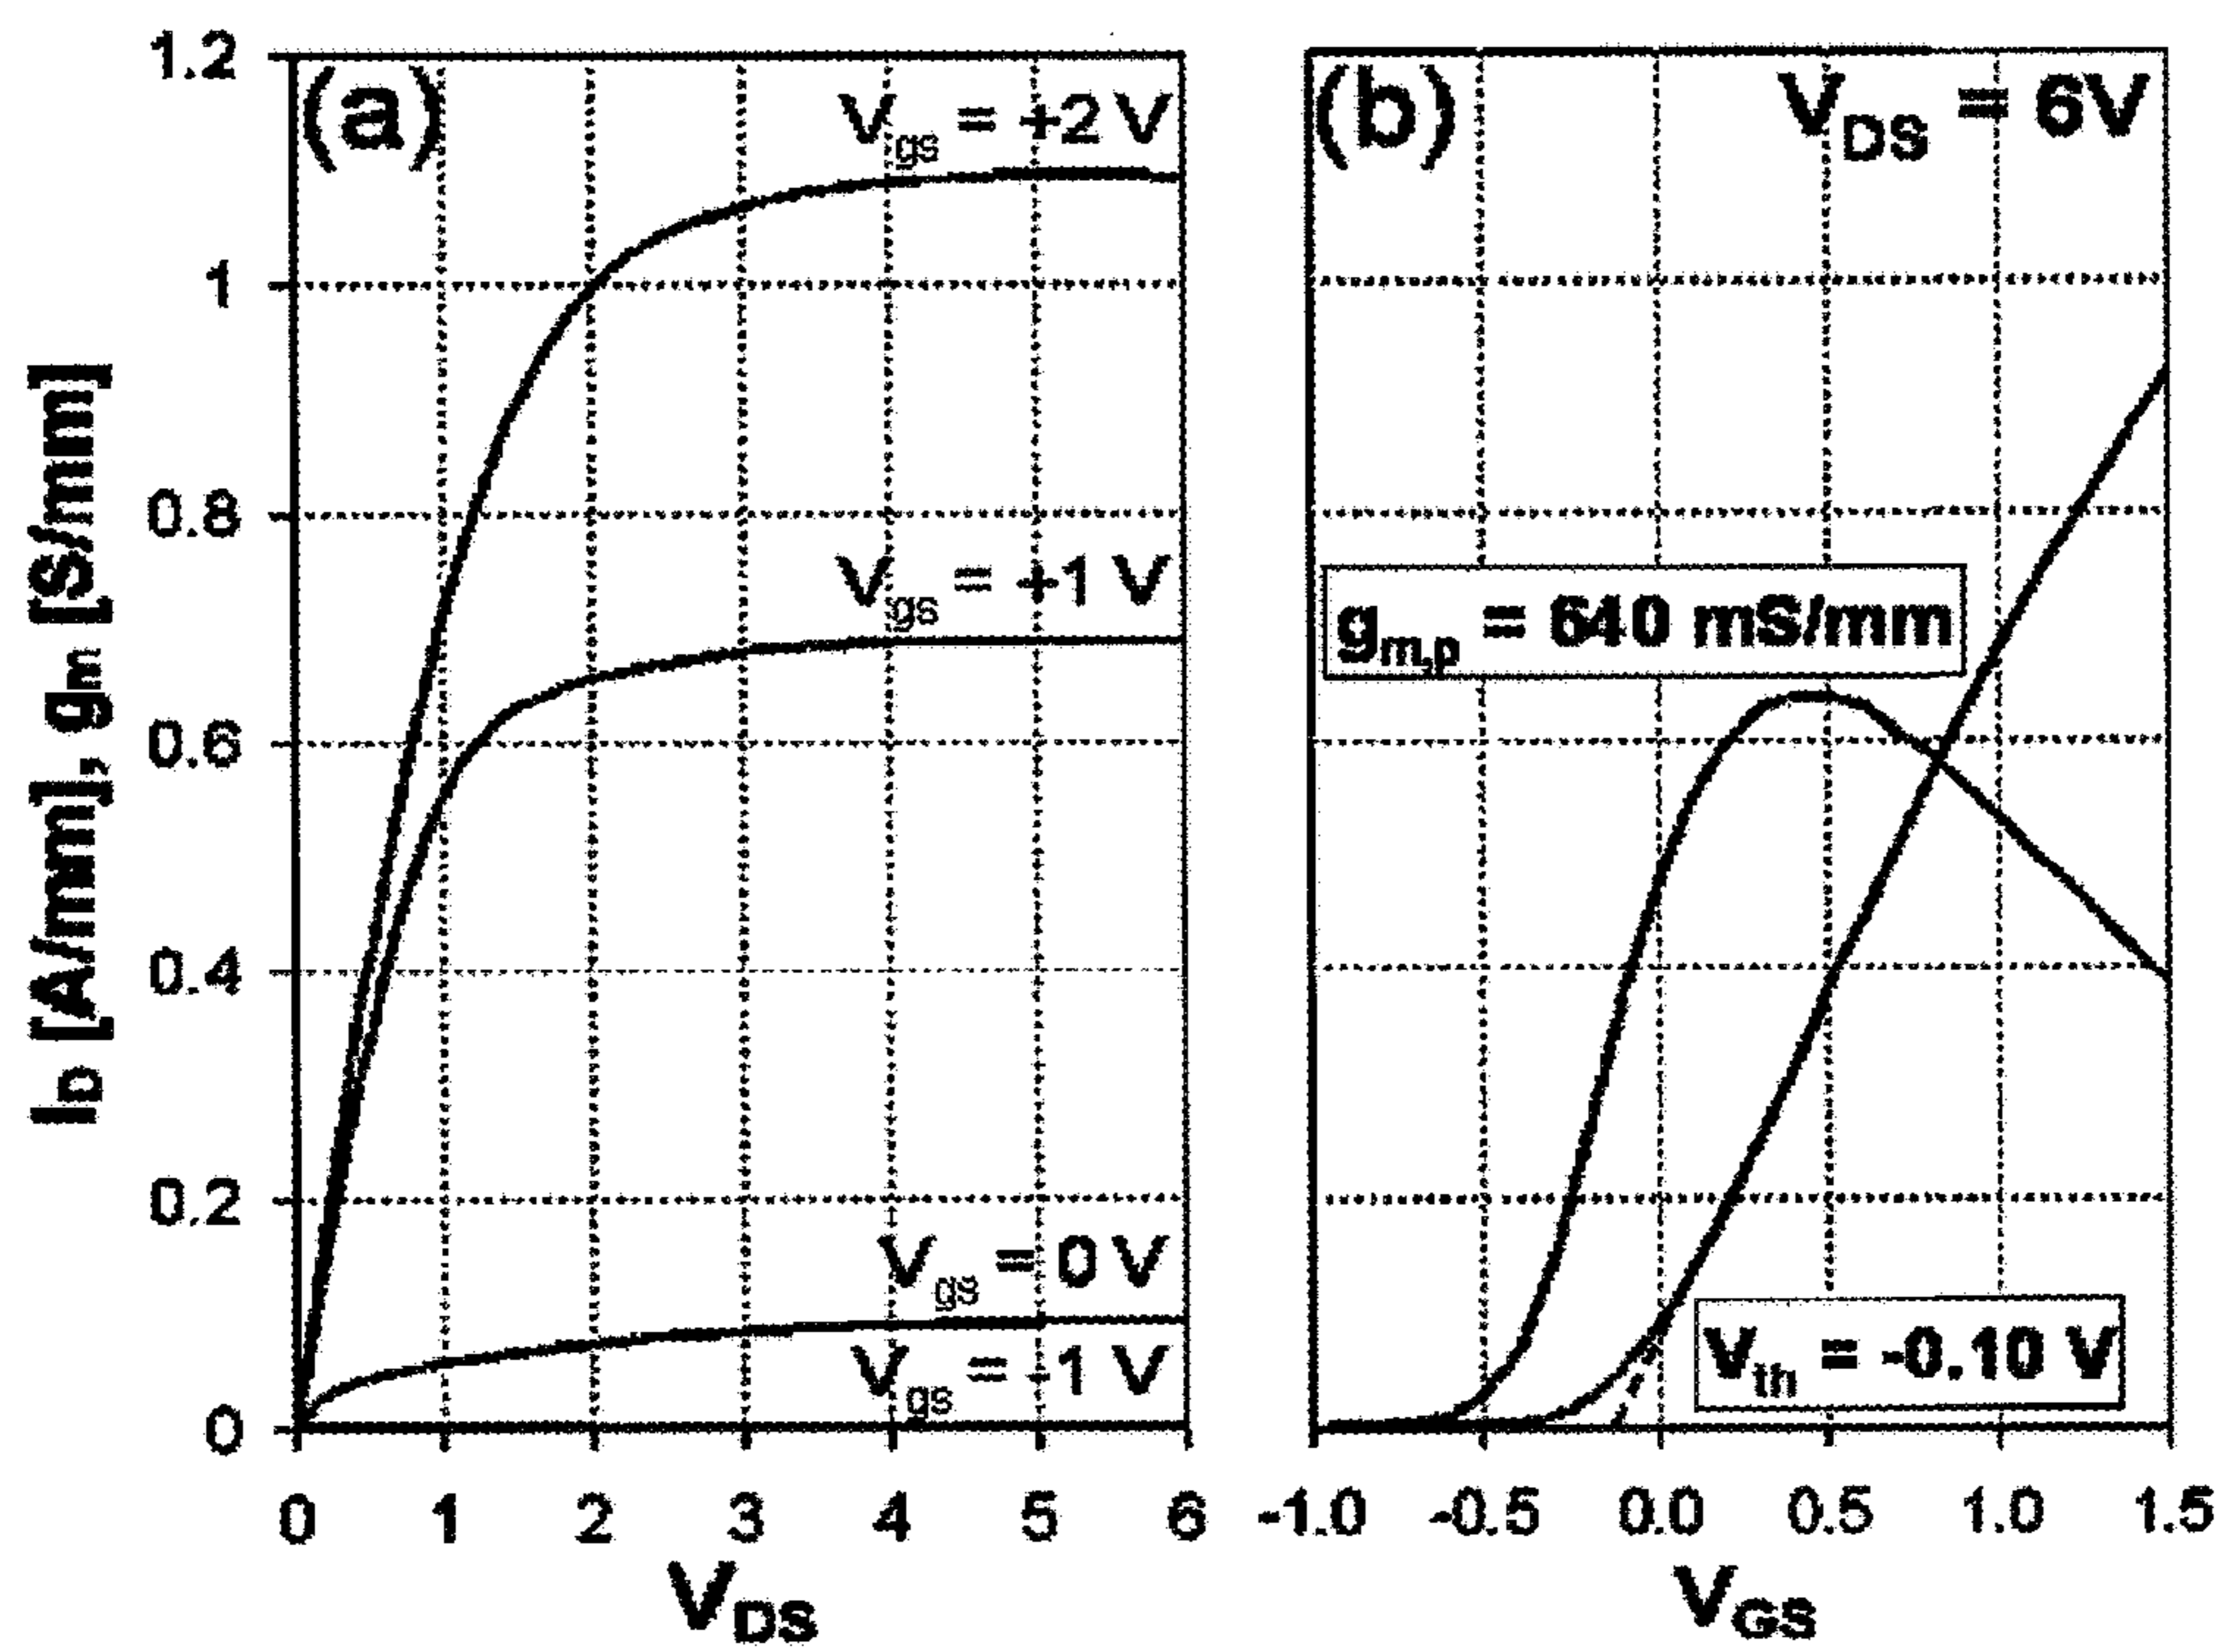 (a)
V_gs = +2 V
V_gs = +1 V
V_gs = 0 V
V_gs = -1 V
1.2
1
0.8
0.6
0.4
0.2
0
I_D [A/mm], g_m [S/mm]
0 1 2 3 4 5 6
V_DS
(b)
V_DS = 6V
g_m,p = 640 mS/mm
V_th = -0.10 V
-1.0 -0.5 0.0 0.5 1.0 1.5
V_GS